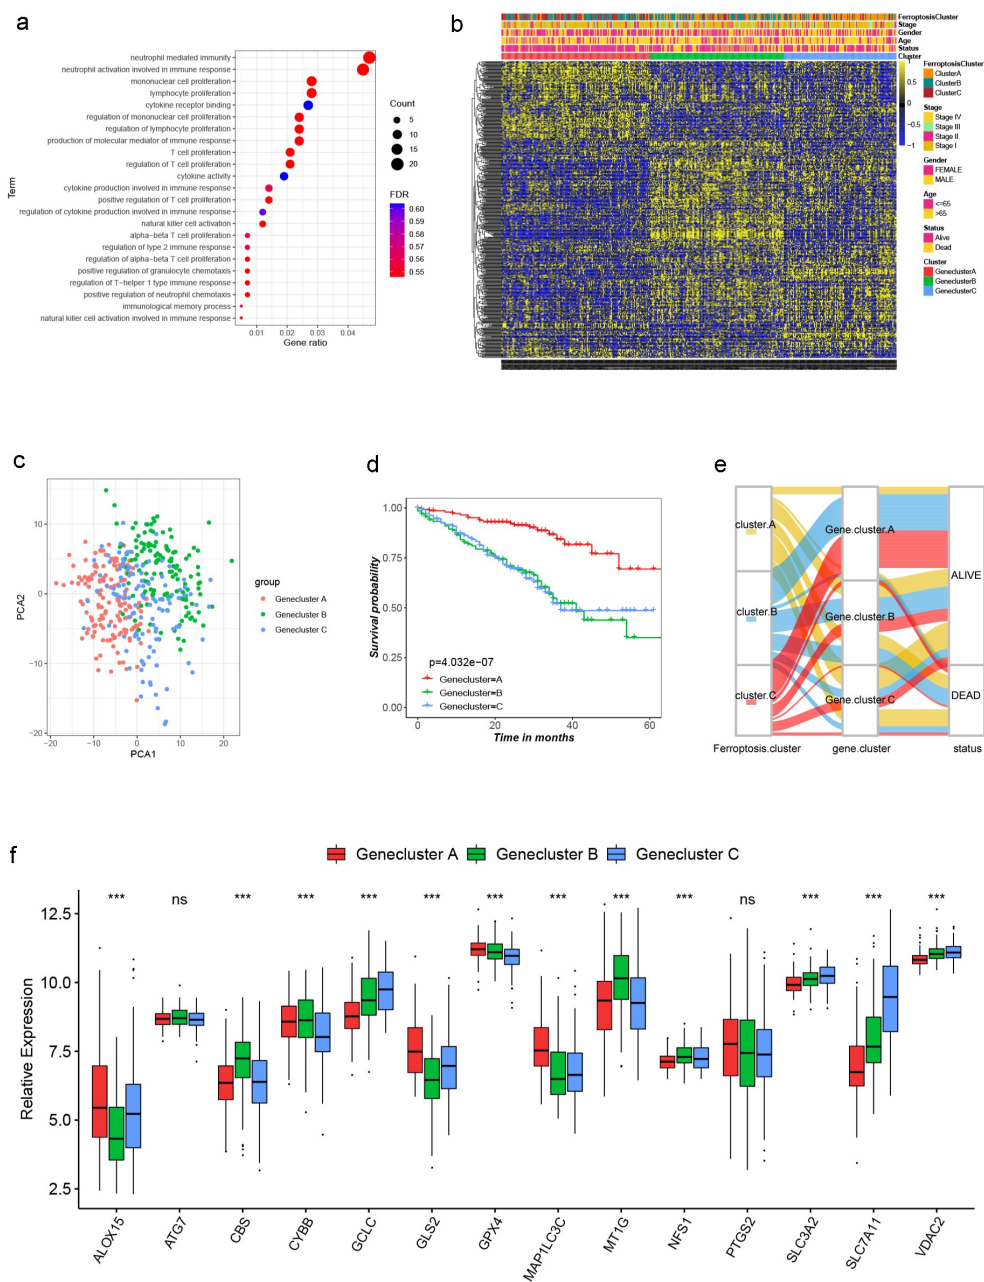 a
neutrophil mediated immunity
neutrophil activation involved in immune response
mononuclear cell proliferation
lymphocyte proliferation
cytokine receptor binding
regulation of mononuclear cell proliferation
regulation of lymphocyte proliferation
production of molecular mediator of immune response
T cell proliferation
regulation of T cell proliferation
cytokine activity
cytokine production involved in immune response
positive regulation of T cell proliferation
regulation of cytokine production involved in immune response
natural killer cell activation
alpha-beta T cell proliferation
regulation of type 2 immune response
regulation of alpha-beta T cell proliferation
positive regulation of granulocyte chemotaxis
regulation of T-helper 1 type immune response
positive regulation of neutrophil chemotaxis
immunological memory process
natural killer cell activation involved in immune response
Term
0.01 0.02 0.03 0.04
Gene ratio
Count
5
10
15
20
FDR
0.60
0.59
0.58
0.57
0.56
0.55
b
FerroptosisCluster
Stage
Gender
Age
Status
Cluster
1
0.5
0
−0.5
−1
FerroptosisCluster
ClusterA
ClusterB
ClusterC
Stage
Stage IV
Stage III
Stage II
Stage I
Gender
FEMALE
MALE
Age
<=65
>65
Status
Alive
Dead
Cluster
GeneclusterA
GeneclusterB
GeneclusterC
c
10
0
−10
−20
PCA2
−20 −10 0 10 20
PCA1
group
Genecluster A
Genecluster B
Genecluster C
d
1.00
0.75
0.50
0.25
0.00
Survival probability
p=4.032e−07
Genecluster=A
Genecluster=B
Genecluster=C
0 20 40 60
Time in months
e
cluster.A
cluster.B
cluster.C
Gene.cluster.A
Gene.cluster.B
Gene.cluster.C
ALIVE
DEAD
Ferroptosis.cluster gene.cluster status
f
Genecluster A Genecluster B Genecluster C
*** ns *** *** *** *** *** *** *** *** ns *** *** ***
12.5
10.0
7.5
5.0
2.5
Relative Expression
ALOX15 ATG7 CBS CYBB GCLC GLS2 GPX4 MAP1LC3C MT1G NFS1 PTGS2 SLC3A2 SLC7A11 VDAC2